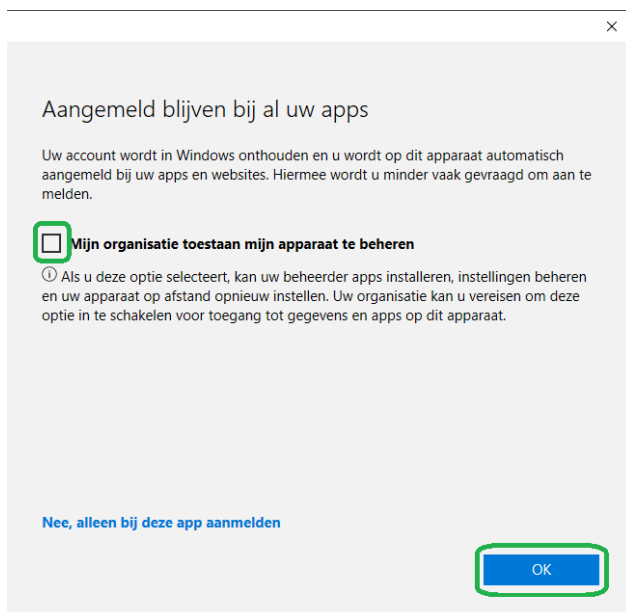 Aangemeld blijven bij al uw apps
Uw account wordt in Windows onthouden en u wordt op dit apparaat automatisch
aangemeld bij uw apps en websites. Hiermee wordt u minder vaak gevraagd om aan te
melden.
Mijn organisatie toestaan mijn apparaat te beheren
Als u deze optie selecteert, kan uw beheerder apps installeren, instellingen beheren
en uw apparaat op afstand opnieuw instellen. Uw organisatie kan u vereisen om deze
optie in te schakelen voor toegang tot gegevens en apps op dit apparaat.
Nee, alleen bij deze app aanmelden
OK